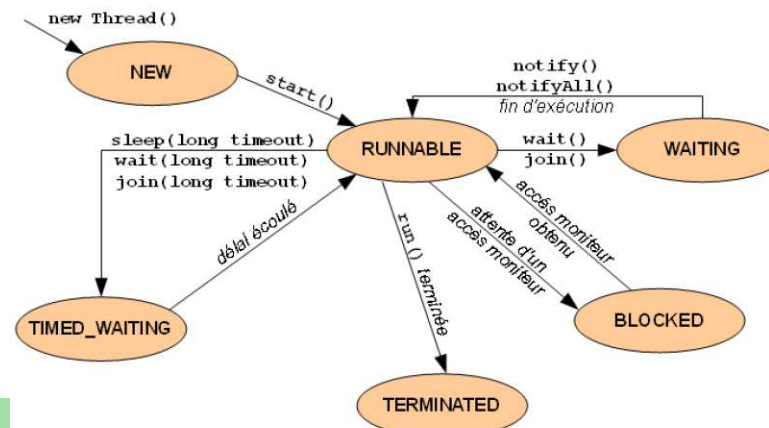 new Thread()
NEW
start()
notify()
notifyAll()
fin d'exécution
sleep(long timeout)
wait(long timeout)
join(long timeout)
RUNNABLE
wait()
join()
WAITING
délai écoulé
run() terminée
attente d'un
accès moniteur
accès moniteur
obtenu
TIMED_WAITING
BLOCKED
TERMINATED